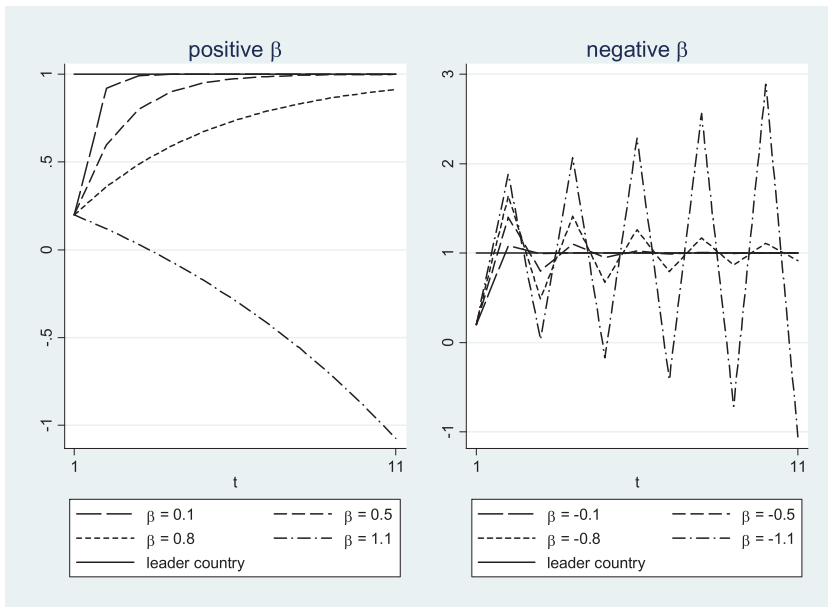 positive β
1
.5
0
-.5
-1
1
11
t
β = 0.1
β = 0.5
β = 0.8
β = 1.1
leader country
negative β
3
2
1
0
-1
1
11
t
β = -0.1
β = -0.5
β = -0.8
β = -1.1
leader country